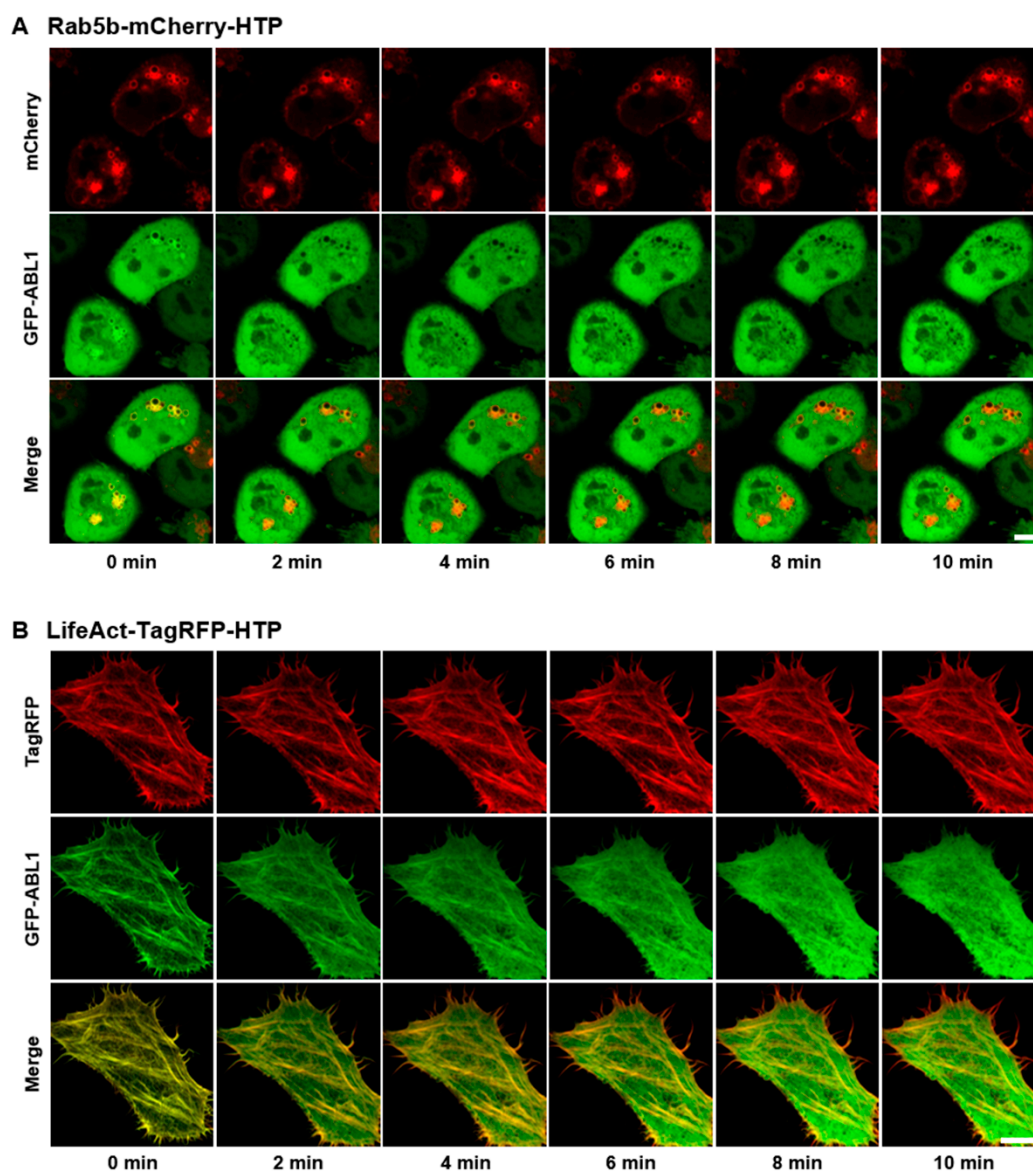 A Rab5b-mCherry-HTP
mCherry
GFP-ABL1
Merge
0 min 2 min 4 min 6 min 8 min 10 min
B LifeAct-TagRFP-HTP
TagRFP
GFP-ABL1
Merge
0 min 2 min 4 min 6 min 8 min 10 min